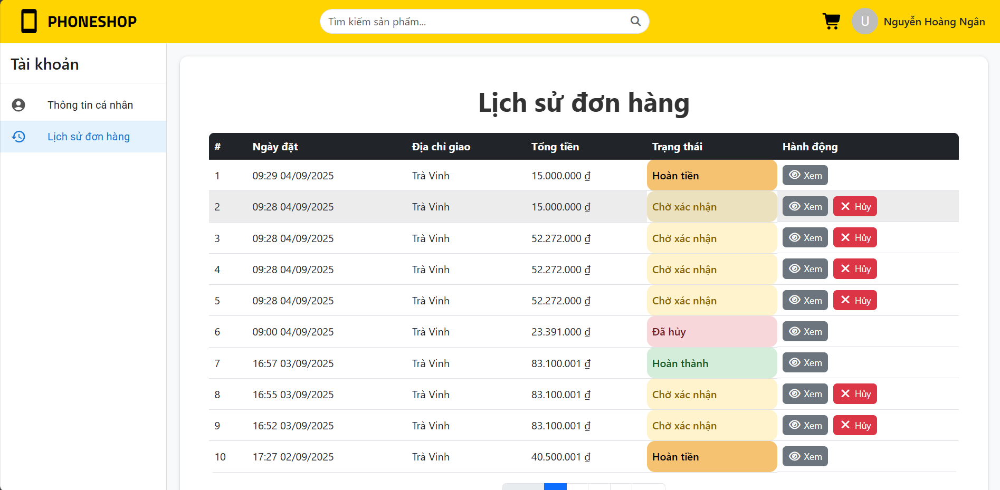 PHONESHOP
Tìm kiếm sản phẩm...
U Nguyễn Hoàng Ngân
Tài khoản
Thông tin cá nhân
Lịch sử đơn hàng
Lịch sử đơn hàng
# Ngày đặt Địa chỉ giao Tổng tiền Trạng thái Hành động
1 09:29 04/09/2025 Trà Vinh 15.000.000 ₫ Hoàn tiền Xem
2 09:28 04/09/2025 Trà Vinh 15.000.000 ₫ Chờ xác nhận Xem Hủy
3 09:28 04/09/2025 Trà Vinh 52.272.000 ₫ Chờ xác nhận Xem Hủy
4 09:28 04/09/2025 Trà Vinh 52.272.000 ₫ Chờ xác nhận Xem Hủy
5 09:28 04/09/2025 Trà Vinh 52.272.000 ₫ Chờ xác nhận Xem Hủy
6 09:00 04/09/2025 Trà Vinh 23.391.000 ₫ Đã hủy Xem
7 16:57 03/09/2025 Trà Vinh 83.100.001 ₫ Hoàn thành Xem
8 16:55 03/09/2025 Trà Vinh 83.100.001 ₫ Chờ xác nhận Xem Hủy
9 16:52 03/09/2025 Trà Vinh 83.100.001 ₫ Chờ xác nhận Xem Hủy
10 17:27 02/09/2025 Trà Vinh 40.500.001 ₫ Hoàn tiền Xem